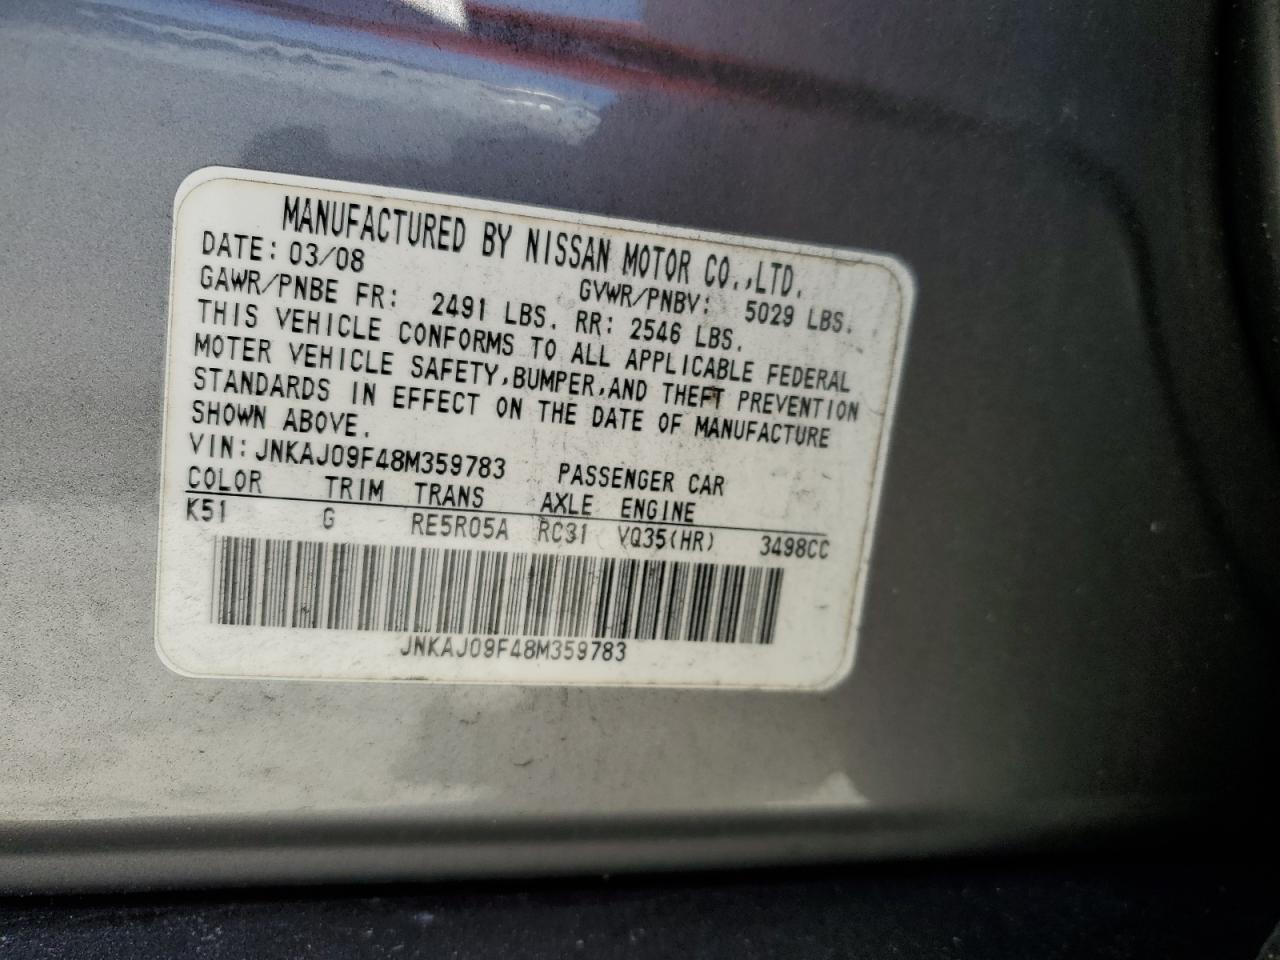 MANUFACTURED BY NISSAN MOTOR CO.,LTD.
DATE: 03/08 GVWR/PNBV: 5029 LBS.
GAWR/PNBE FR: 2491 LBS. RR: 2546 LBS.
THIS VEHICLE CONFORMS TO ALL APPLICABLE FEDERAL
MOTER VEHICLE SAFETY,BUMPER,AND THEFT PREVENTION
STANDARDS IN EFFECT ON THE DATE OF MANUFACTURE
SHOWN ABOVE.
VIN:JNKAJ09F48M359783 PASSENGER CAR
COLOR TRIM TRANS AXLE ENGINE
K51 G RE5R05A RC31 VQ35(HR) 3498CC
JNKAJ09F48M359783